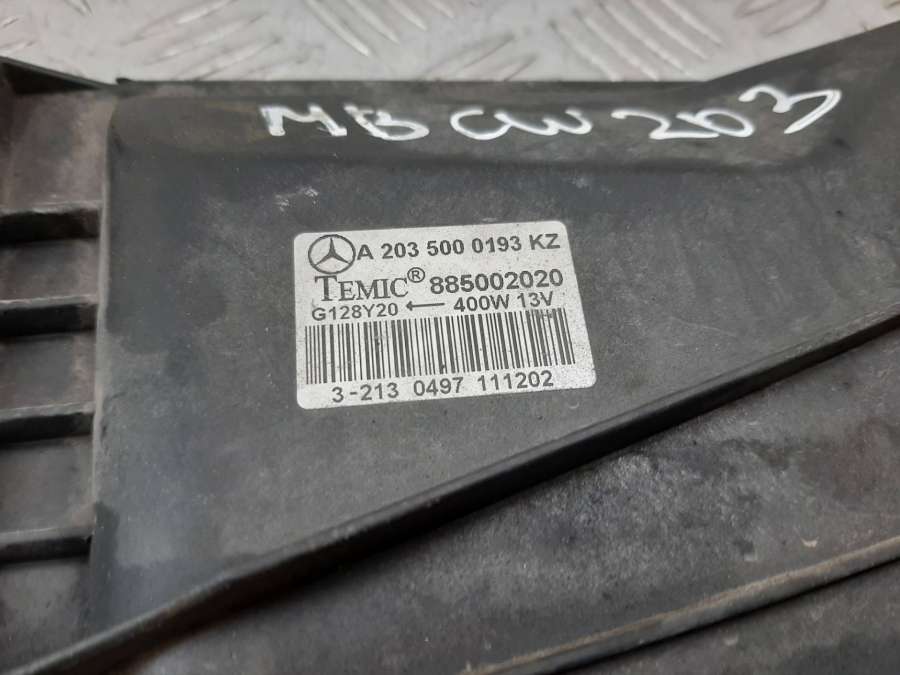 MB CW 203
A 203 500 0193 KZ
TEMIC® 885002020
G128Y20 ← 400W 13V
3-213 0497 111202